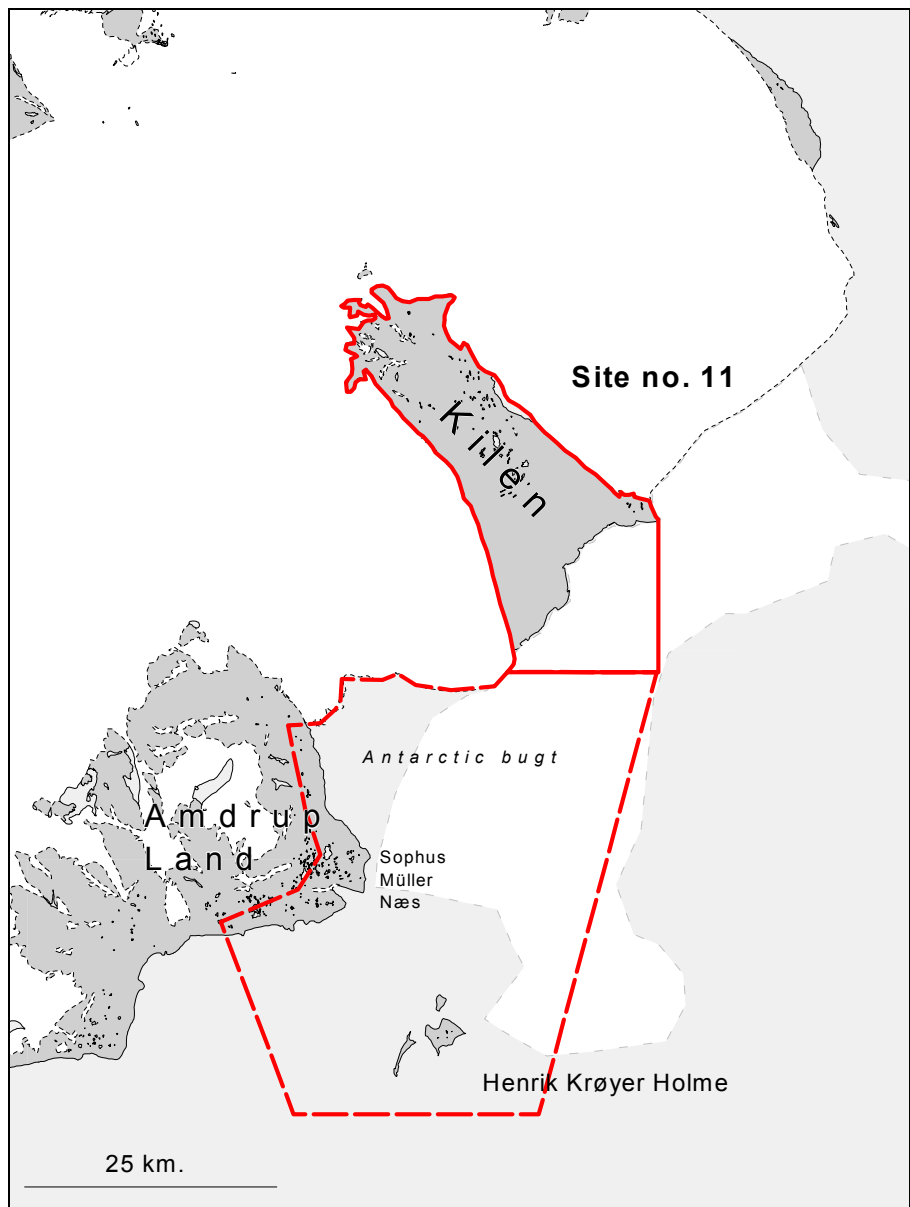 Site no. 11
Kilen
Antarctic bugt
Amdrup
Land
Sophus
Müller
Næs
Henrik Krøyer Holme
25 km.